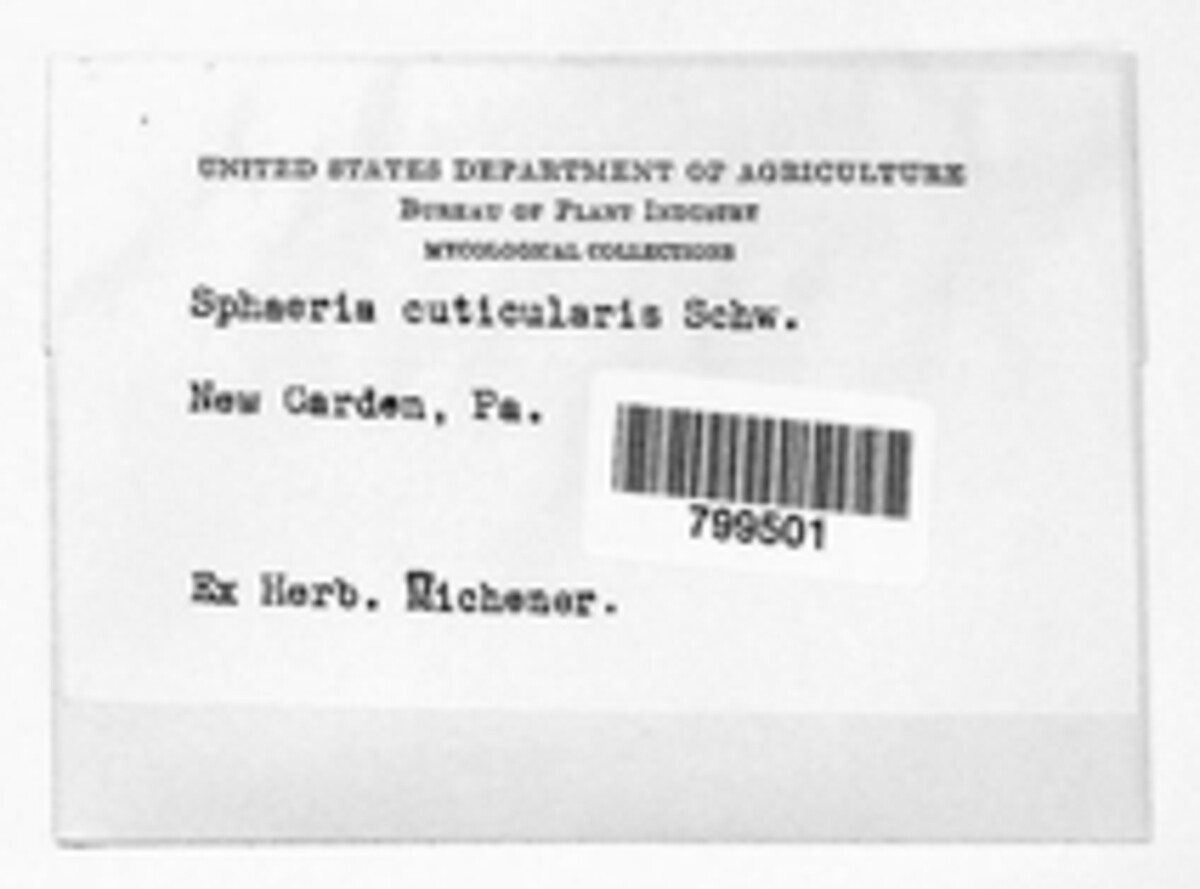 UNITED STATES DEPARTMENT OF AGRICULTURE
BUREAU OF PLANT INDUSTRY
MYCOLOGICAL COLLECTIONS
Sphaeria cuticularis Schw.
New Garden, Pa.
799501
Ex Herb. Michener.